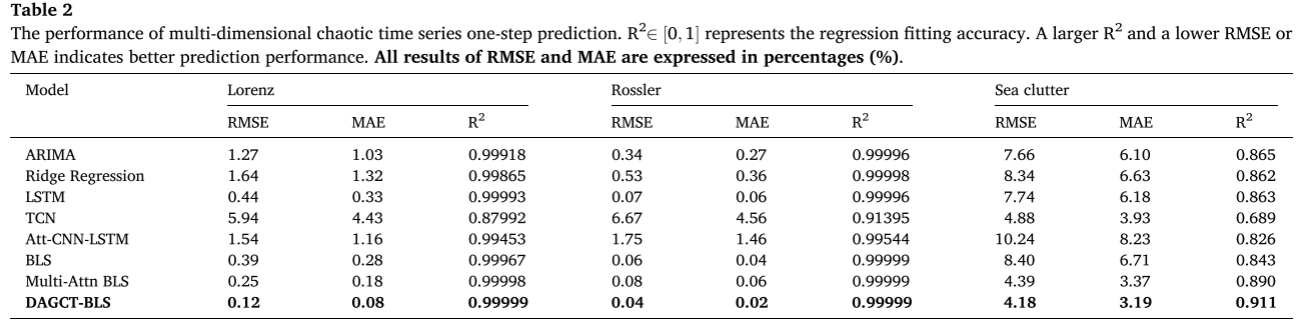 Table 2
The performance of multi-dimensional chaotic time series one-step prediction. R²∈ [0, 1] represents the regression fitting accuracy. A larger R² and a lower RMSE or
MAE indicates better prediction performance. All results of RMSE and MAE are expressed in percentages (%).
Model Lorenz Rossler Sea clutter
RMSE MAE R² RMSE MAE R² RMSE MAE R²
ARIMA 1.27 1.03 0.99918 0.34 0.27 0.99996 7.66 6.10 0.865
Ridge Regression 1.64 1.32 0.99865 0.53 0.36 0.99998 8.34 6.63 0.862
LSTM 0.44 0.33 0.99993 0.07 0.06 0.99996 7.74 6.18 0.863
TCN 5.94 4.43 0.87992 6.67 4.56 0.91395 4.88 3.93 0.689
Att-CNN-LSTM 1.54 1.16 0.99453 1.75 1.46 0.99544 10.24 8.23 0.826
BLS 0.39 0.28 0.99967 0.06 0.04 0.99999 8.40 6.71 0.843
Multi-Attn BLS 0.25 0.18 0.99998 0.08 0.06 0.99999 4.39 3.37 0.890
DAGCT-BLS 0.12 0.08 0.99999 0.04 0.02 0.99999 4.18 3.19 0.911